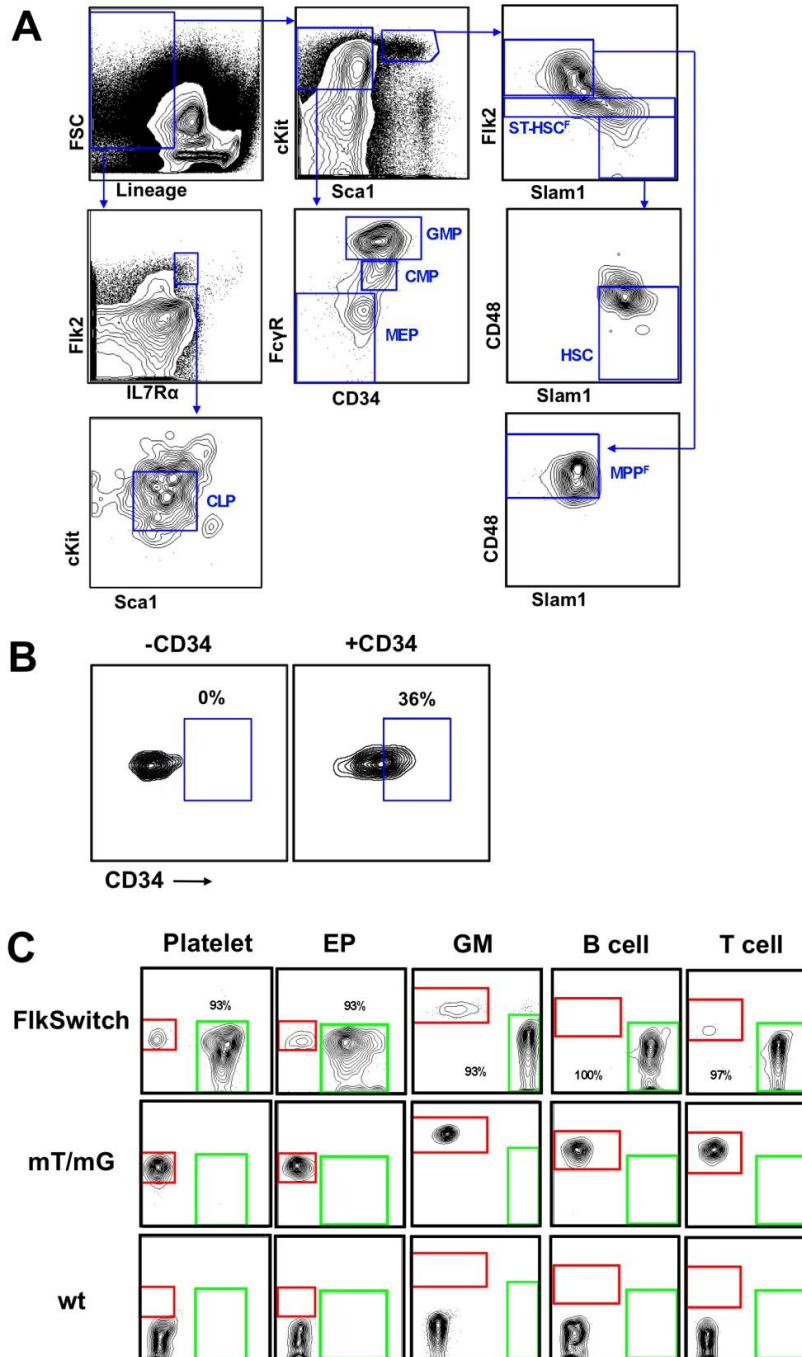 A
FSC
Lineage
cKit
Sca1
Flk2
ST-HSCᶠ
Slam1
Flk2
IL7Rα
FcγR
GMP
CMP
MEP
CD34
CD48
HSC
Slam1
cKit
CLP
Sca1
CD48
MPPᶠ
Slam1
B
-CD34 +CD34
0% 36%
CD34
C
Platelet EP GM B cell T cell
FlkSwitch
93% 93% 93% 100% 97%
mT/mG
wt